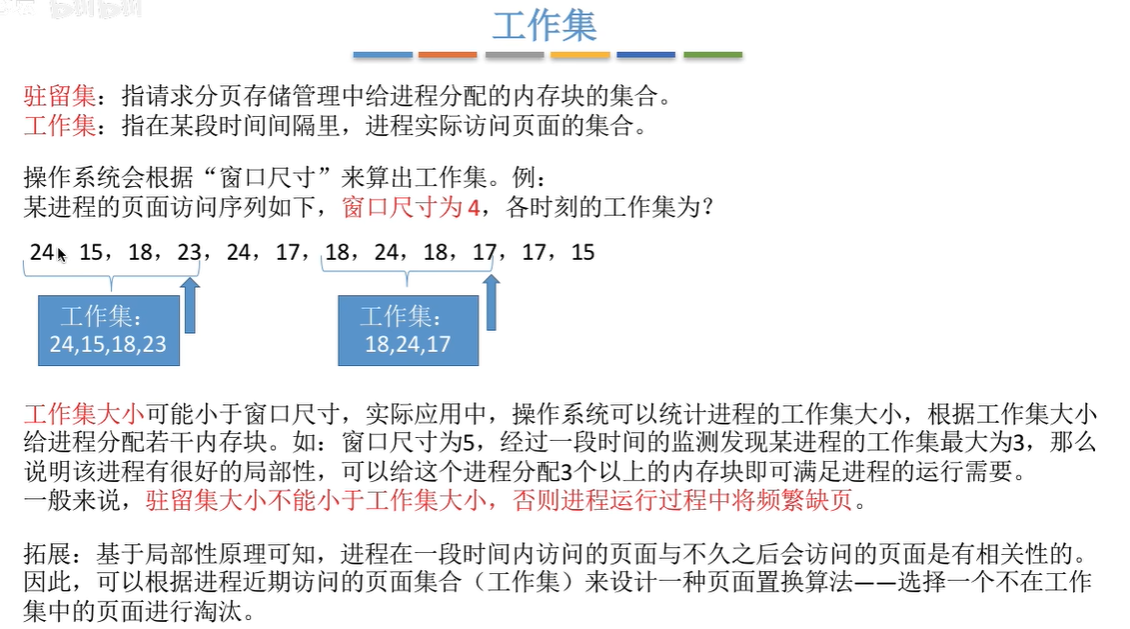 工作集
驻留集：指请求分页存储管理中给进程分配的内存块的集合。
工作集：指在某段时间间隔里，进程实际访问页面的集合。
操作系统会根据“窗口尺寸”来算出工作集。例：
某进程的页面访问序列如下，窗口尺寸为 4，各时刻的工作集为？
24，15，18，23，24，17，18，24，18，17，17，15
工作集：
24,15,18,23
工作集：
18,24,17
工作集大小可能小于窗口尺寸，实际应用中，操作系统可以统计进程的工作集大小，根据工作集大小
给进程分配若干内存块。如：窗口尺寸为5，经过一段时间的监测发现某进程的工作集最大为3，那么
说明该进程有很好的局部性，可以给这个进程分配3个以上的内存块即可满足进程的运行需要。
一般来说，驻留集大小不能小于工作集大小，否则进程运行过程中将频繁缺页。
拓展：基于局部性原理可知，进程在一段时间内访问的页面与不久之后会访问的页面是有相关性的。
因此，可以根据进程近期访问的页面集合（工作集）来设计一种页面置换算法——选择一个不在工作
集中的页面进行淘汰。